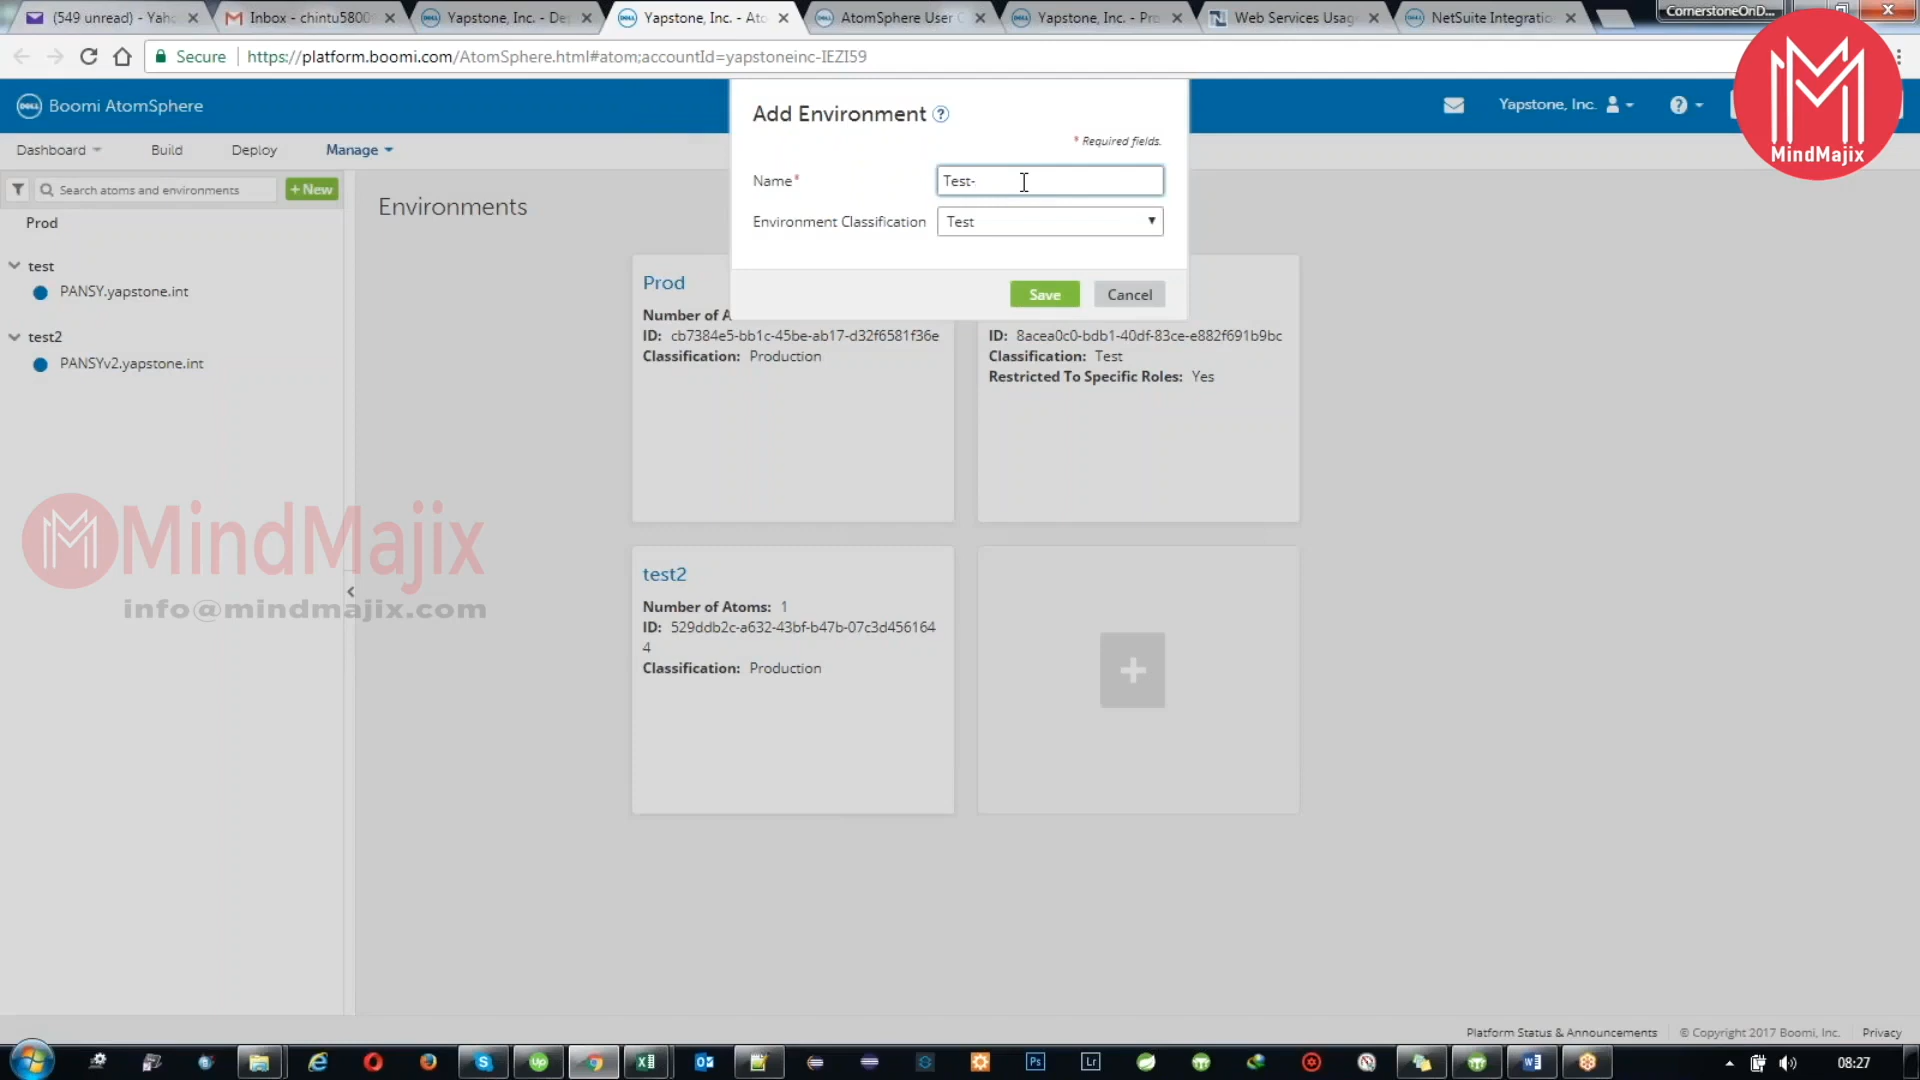 (549 unread) - Yaho
Inbox - chintu5800
Yapstone, Inc. - De
Yapstone, Inc. - Ato
AtomSphere User G
Yapstone, Inc. - Pro
Web Services Usag
NetSuite Integratio
CornerstoneOnD...
Secure
https://platform.boomi.com/AtomSphere.html#atom;accountId=yapstoneinc-IEZI59
MindMajix
DELL Boomi AtomSphere
Yapstone, Inc.
Dashboard
Build
Deploy
Manage
Add Environment ?
* Required fields.
Name*
Test-
Environment Classification
Test
Save
Cancel
Search atoms and environments
+ New
Prod
test
PANSY.yapstone.int
test2
PANSYv2.yapstone.int
Environments
Prod
Number of A
ID: cb7384e5-bb1c-45be-ab17-d32f6581f36e
Classification: Production
ID: 8acea0c0-bdb1-40df-83ce-e882f691b9bc
Classification: Test
Restricted To Specific Roles: Yes
test2
Number of Atoms: 1
ID: 529ddb2c-a632-43bf-b47b-07c3d456164
4
Classification: Production
MindMajix
info@mindmajix.com
Platform Status & Announcements
© Copyright 2017 Boomi, Inc.
Privacy
08:27